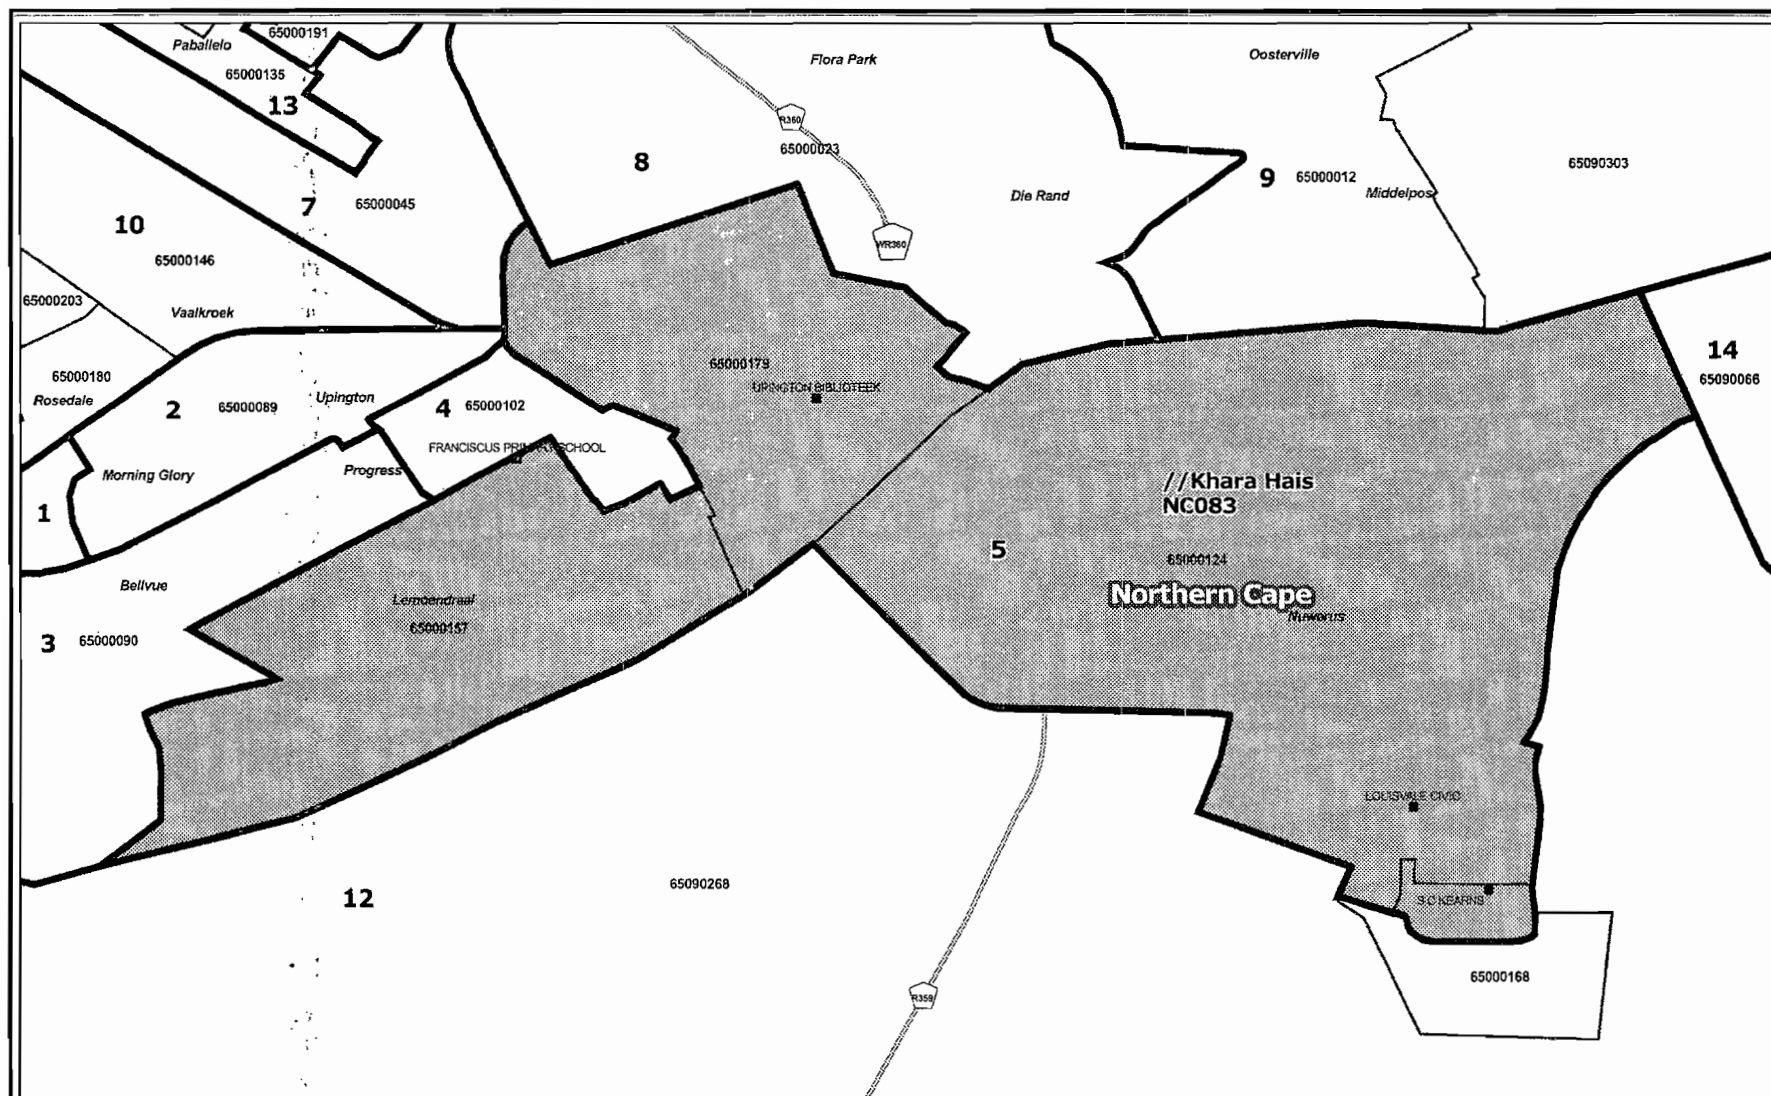 65000191
Paballelo
65000135
13
Flora Park
Oosterville
R360
65000023
8
65090303
9
65000012
Middelpos
Die Rand
7
65000045
10
65000146
WR360
65000203
Vaalkroek
14
65090066
65000179
UPINGTON BIBLIOTEEK
65000180
Rosedale
2
65000089
Upington
4
65000102
FRANCISCUS PRIMARY SCHOOL
Morning Glory
Progress
//Khara Hais
NC083
1
5
65000124
Northern Cape
Nuwerus
Bellvue
Lemoendraai
65000157
3
65000090
LOUISVALE CIVIC
12
65090268
S C KEARNS
65000168
R359